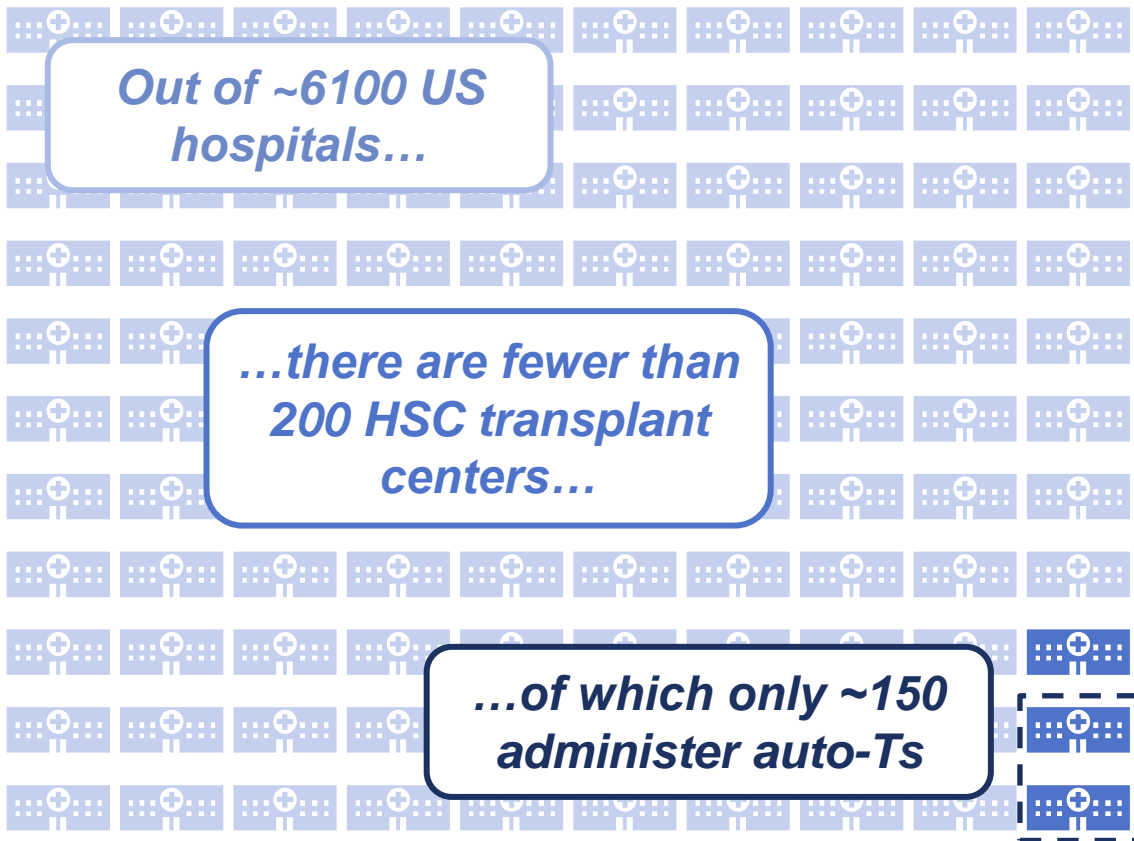 Out of ~6100 US
hospitals…
…there are fewer than
200 HSC transplant
centers…
…of which only ~150
administer auto-Ts